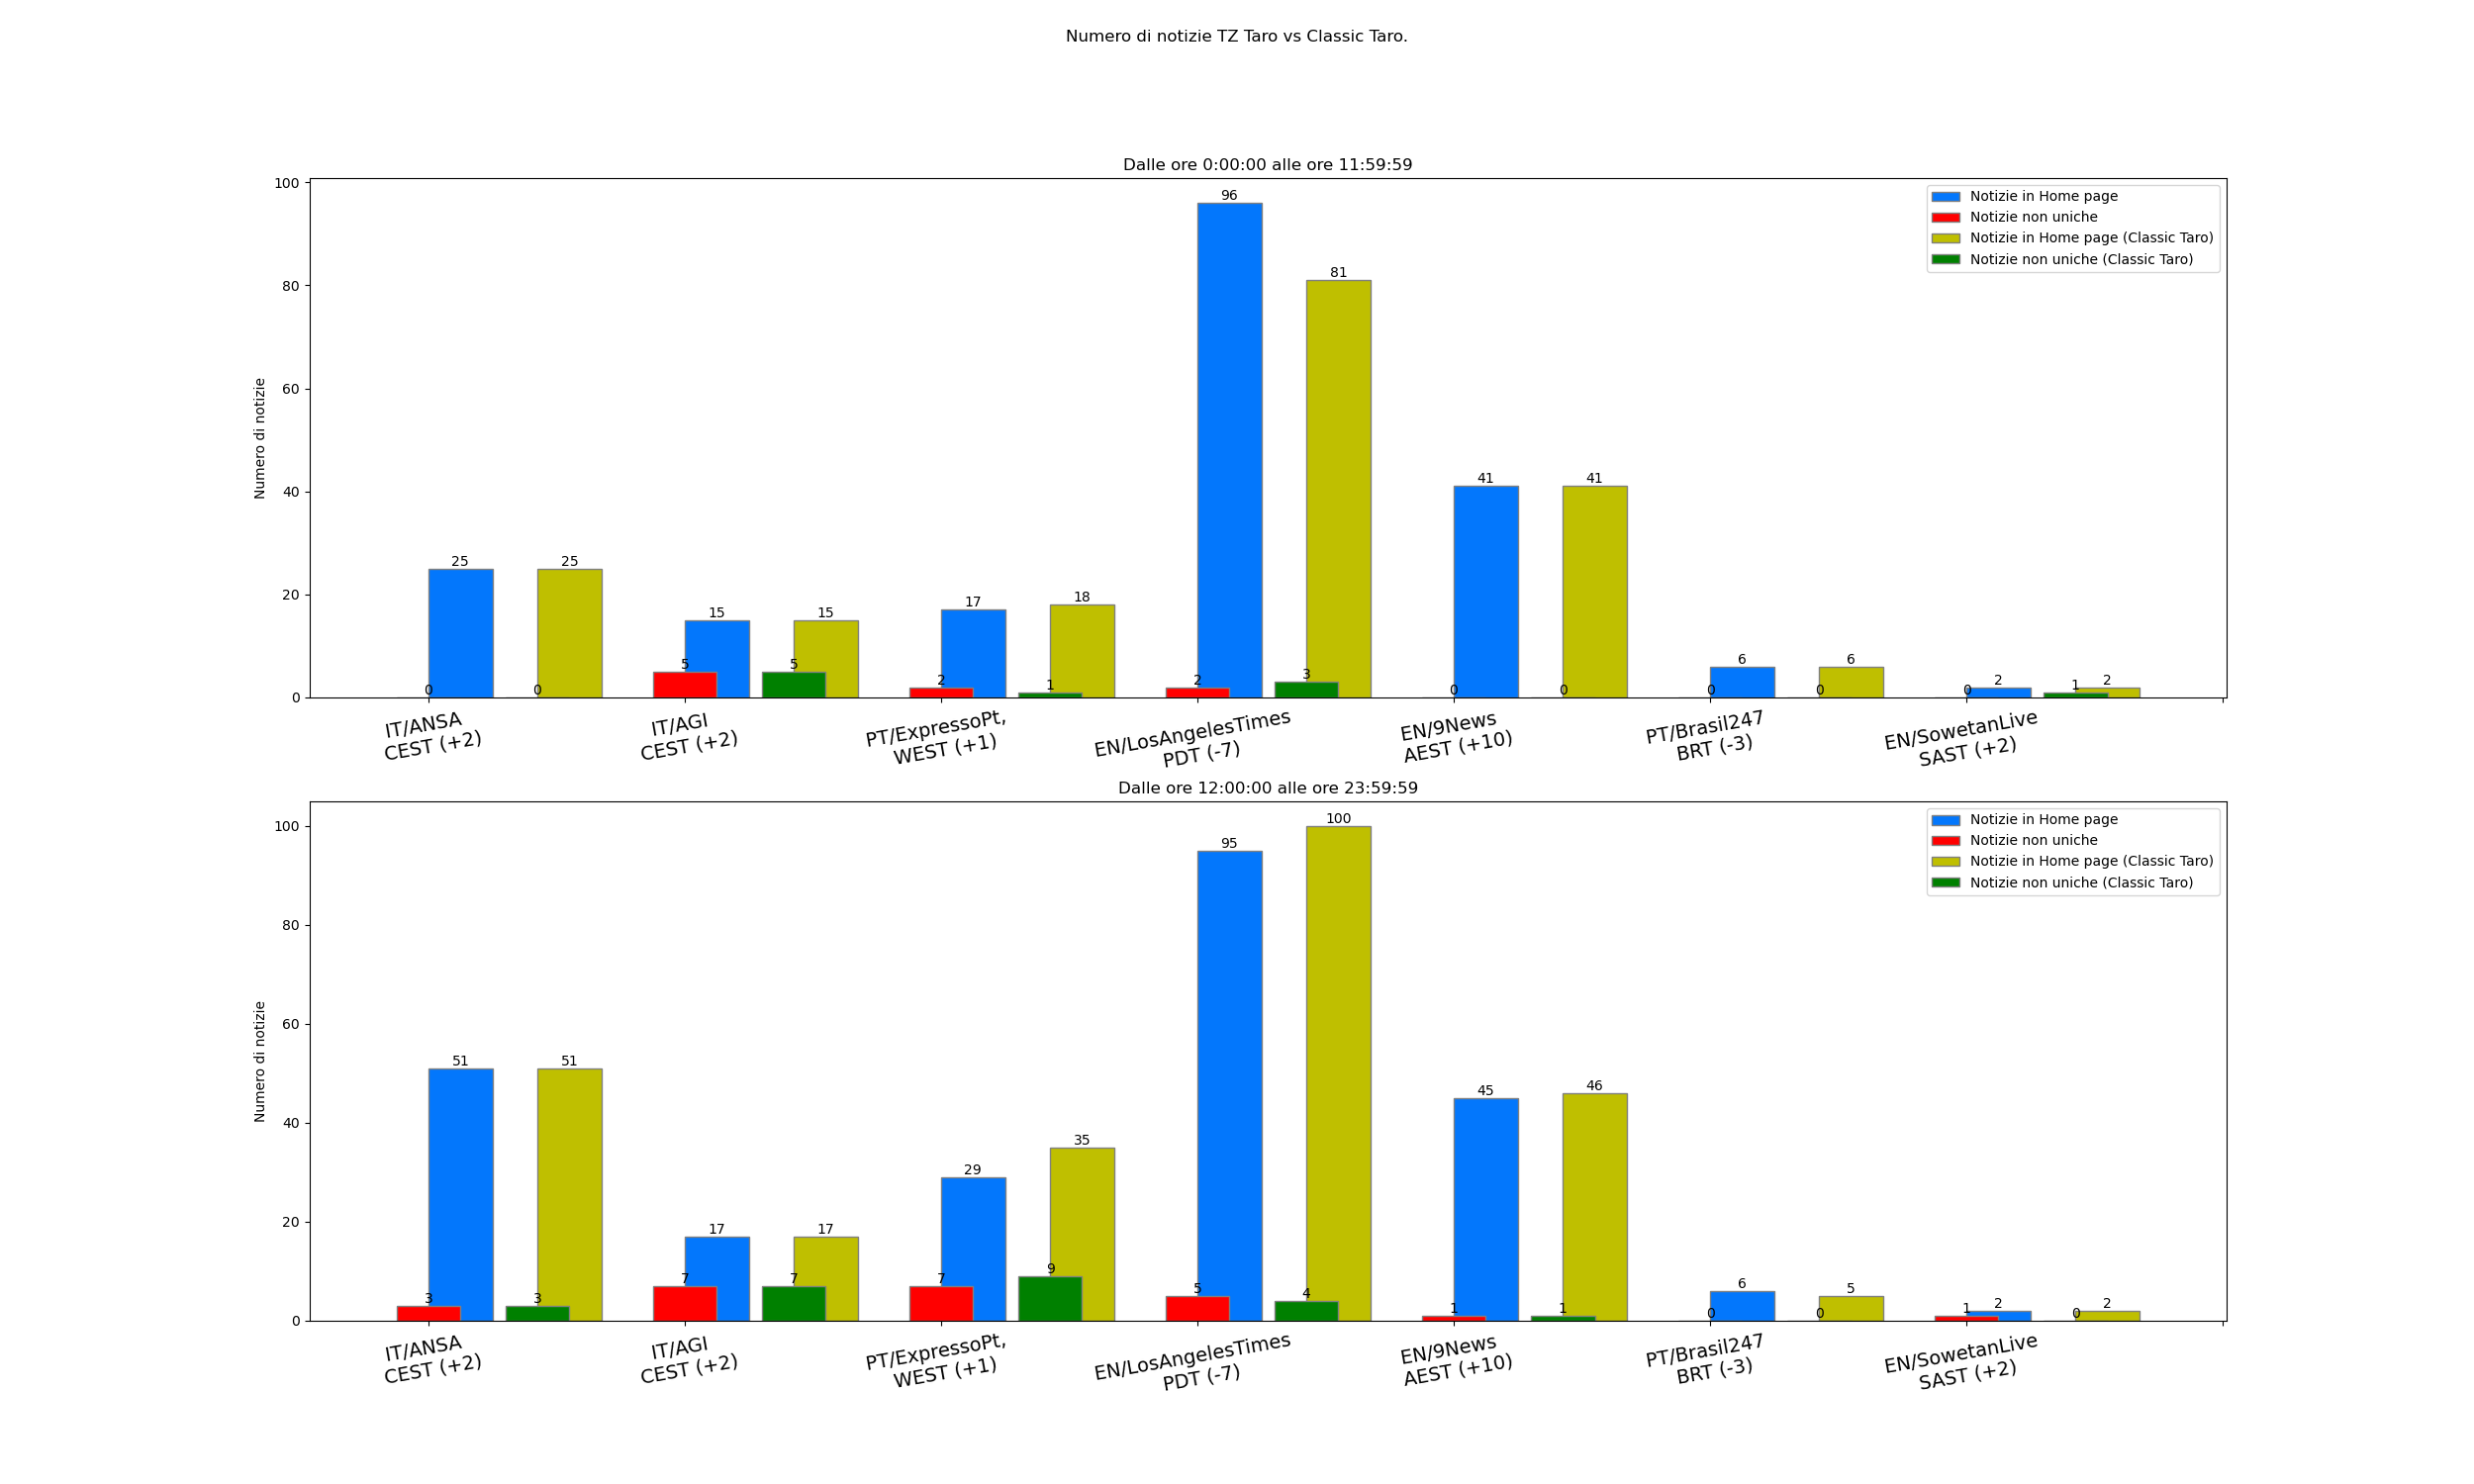 Numero di notizie TZ Taro vs Classic Taro.
Dalle ore 0:00:00 alle ore 11:59:59
Numero di notizie
100
80
60
40
20
0
Notizie in Home page
Notizie non uniche
Notizie in Home page (Classic Taro)
Notizie non uniche (Classic Taro)
0 25 0 25
5 15 5 15
2 17 1 18
2 96 3 81
0 41 0 41
0 6 0 6
0 2 1 2
IT/ANSA
CEST (+2)
IT/AGI
CEST (+2)
PT/ExpressoPt,
WEST (+1)
EN/LosAngelesTimes
PDT (-7)
EN/9News
AEST (+10)
PT/Brasil247
BRT (-3)
EN/SowetanLive
SAST (+2)
Dalle ore 12:00:00 alle ore 23:59:59
Numero di notizie
100
80
60
40
20
0
Notizie in Home page
Notizie non uniche
Notizie in Home page (Classic Taro)
Notizie non uniche (Classic Taro)
3 51 3 51
7 17 7 17
7 29 9 35
5 95 4 100
1 45 1 46
0 6 0 5
1 2 0 2
IT/ANSA
CEST (+2)
IT/AGI
CEST (+2)
PT/ExpressoPt,
WEST (+1)
EN/LosAngelesTimes
PDT (-7)
EN/9News
AEST (+10)
PT/Brasil247
BRT (-3)
EN/SowetanLive
SAST (+2)